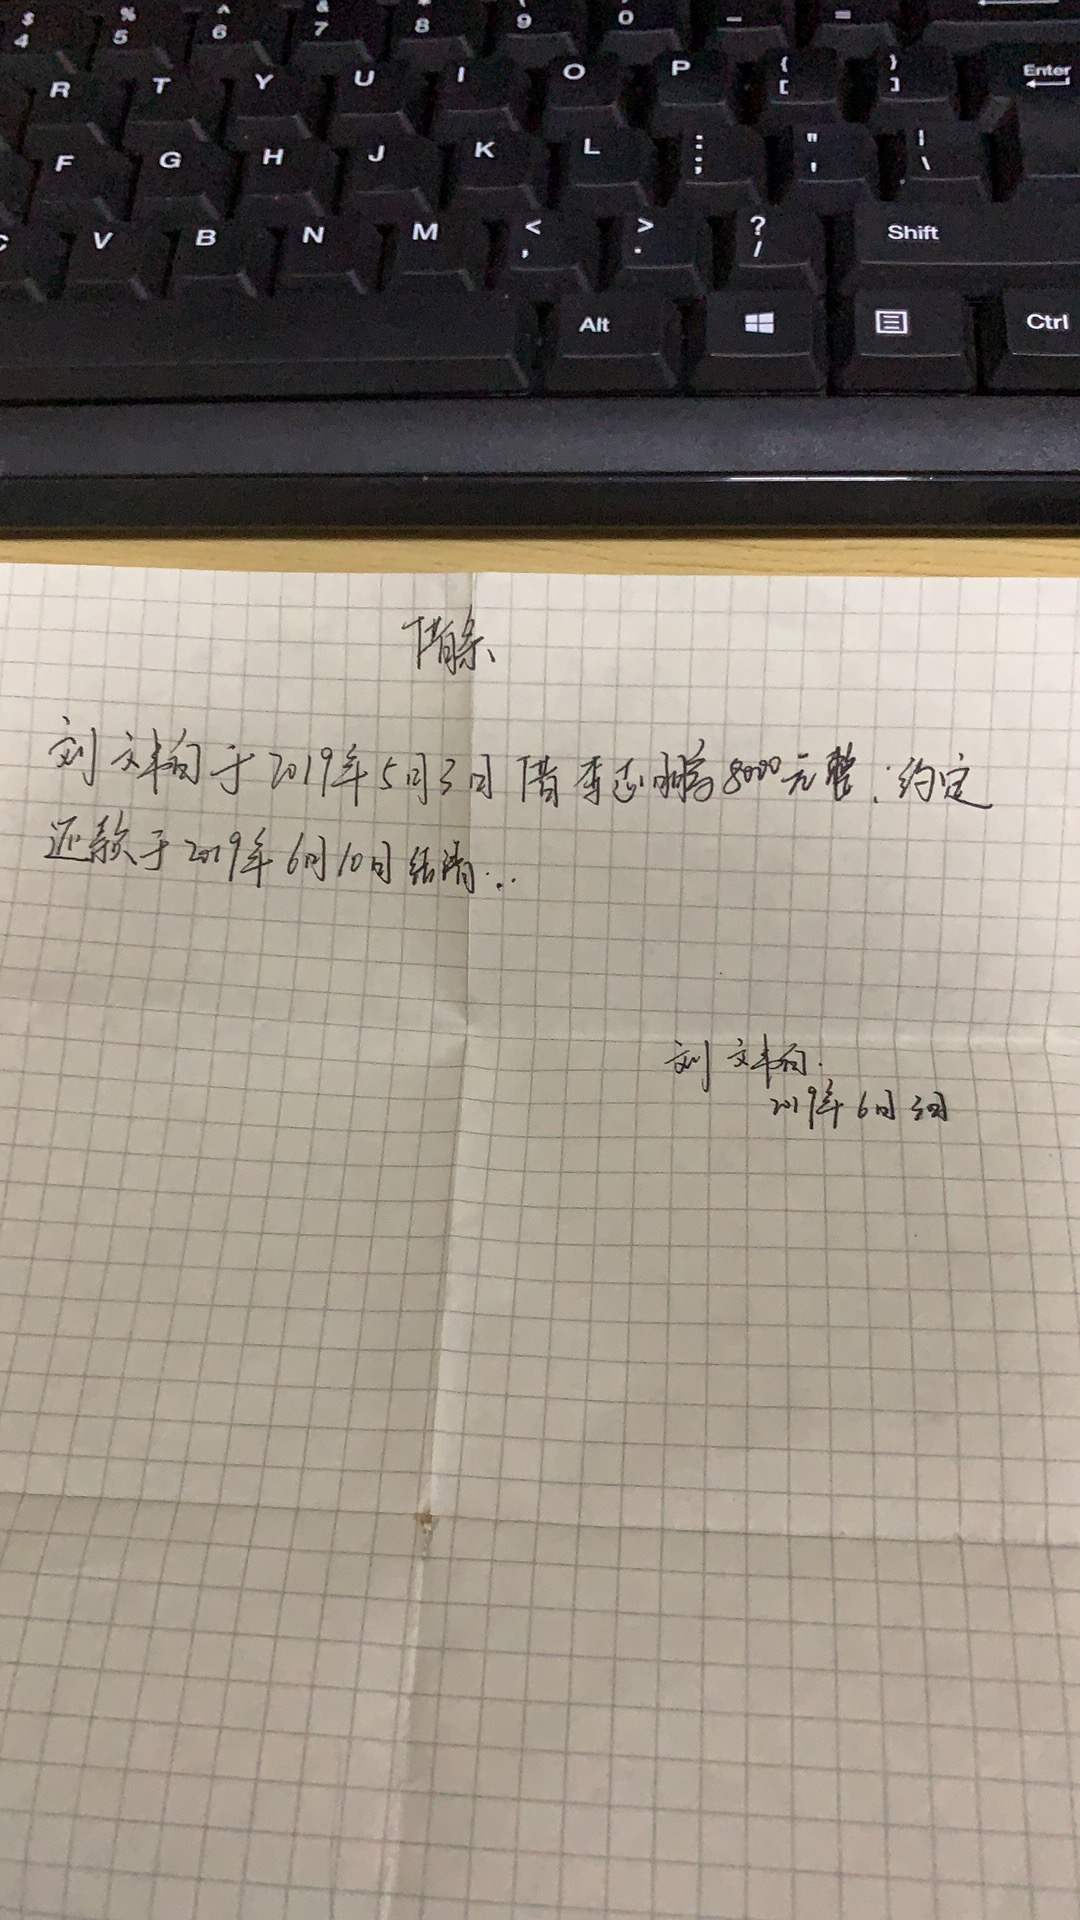 $ 4 % 5 ^ 6 & 7 * 8 ( 9 ) 0 _ - = 
R T Y U I O P { [ } ] Enter
F G H J K L : ; " ' | \
C V B N M < , > . ? / Shift
Alt Ctrl
借条
刘文 于2019年5月3日借李志鹏8000元整:约定
还款于2019年6月10日结清...
刘文
2019年6月3日